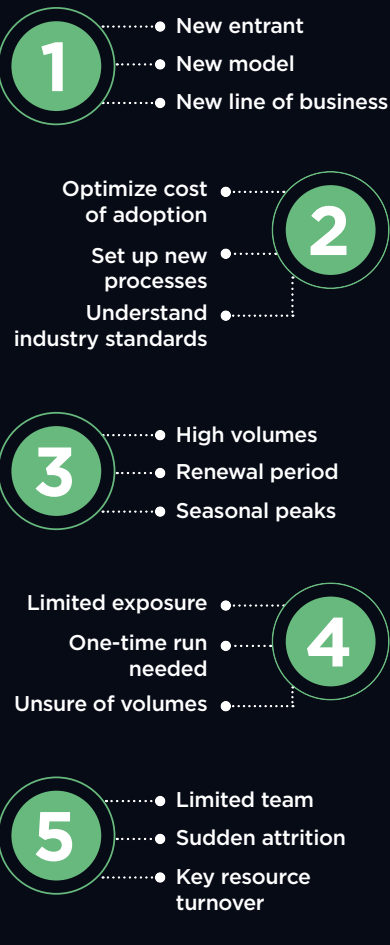 1
New entrant
New model
New line of business
Optimize cost
of adoption
Set up new
processes
Understand
industry standards
2
3
High volumes
Renewal period
Seasonal peaks
Limited exposure
One-time run
needed
Unsure of volumes
4
5
Limited team
Sudden attrition
Key resource
turnover